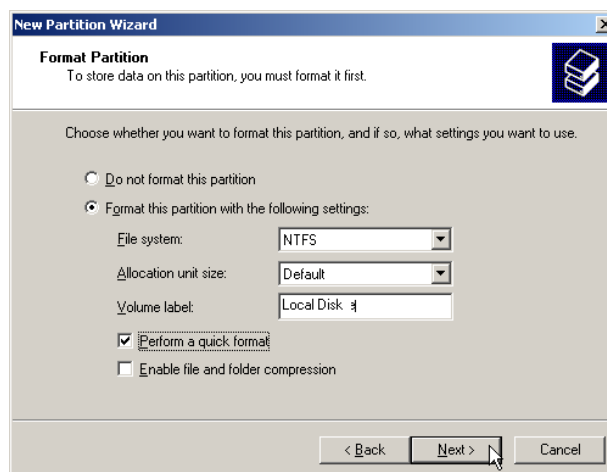 New Partition Wizard
Format Partition
To store data on this partition, you must format it first.
Choose whether you want to format this partition, and if so, what settings you want to use.
Do not format this partition
Format this partition with the following settings:
File system: NTFS
Allocation unit size: Default
Volume label: Local Disk
Perform a quick format
Enable file and folder compression
< Back Next > Cancel